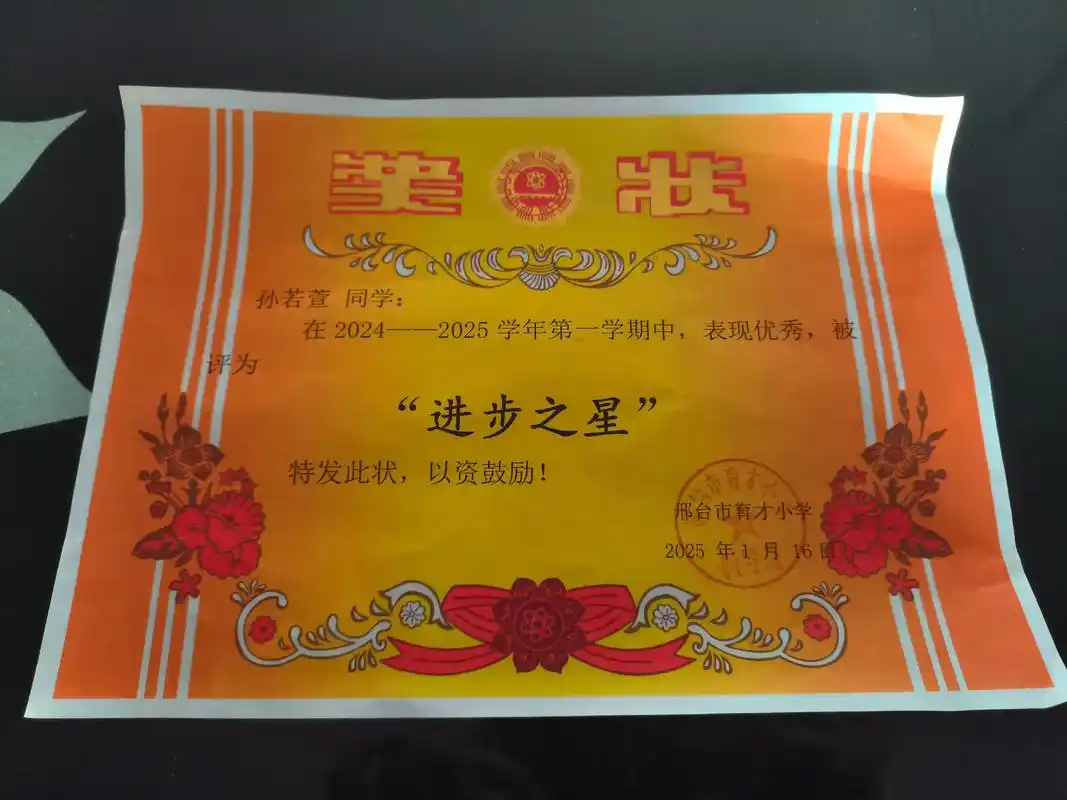 奖状
孙若萱 同学：
在 2024——2025 学年第一学期中，表现优秀，被
评为
“进步之星”
特发此状，以资鼓励！
邢台市育才小学
2025 年 1 月 16 日